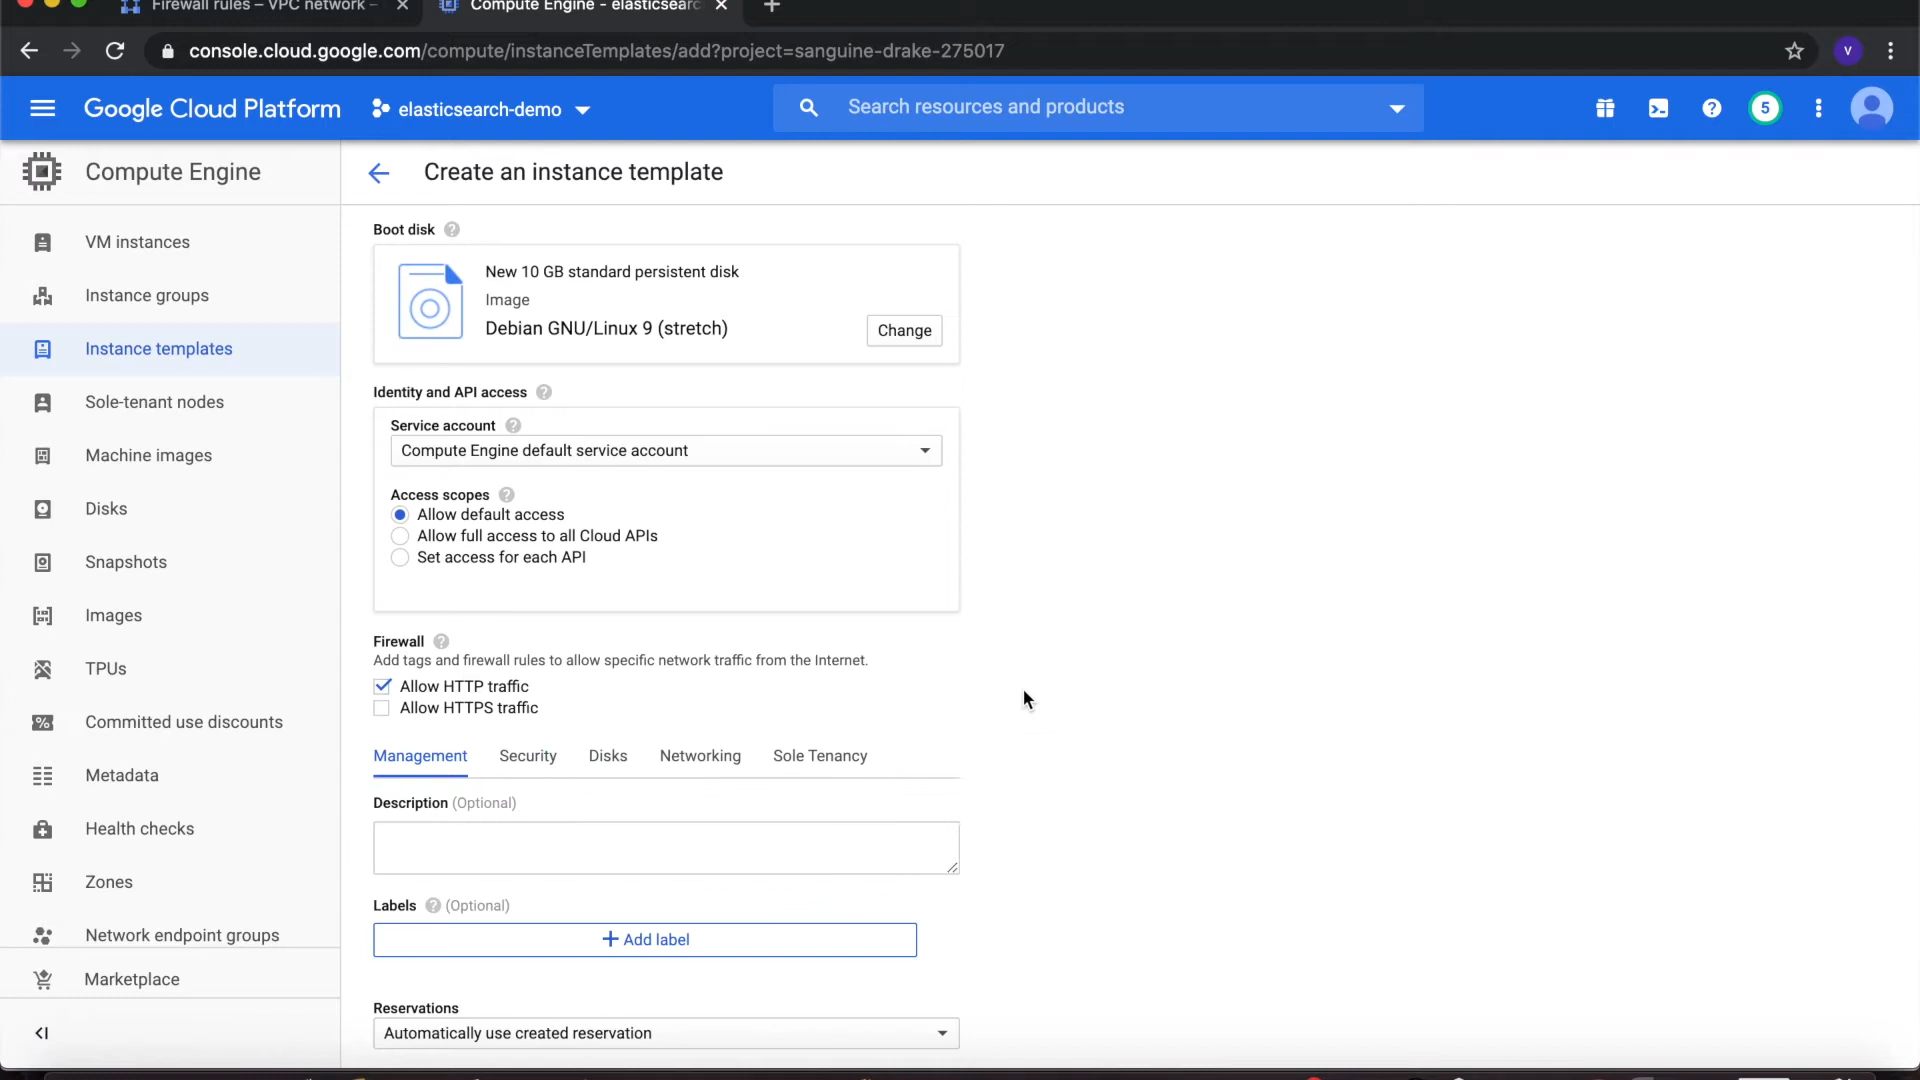 Firewall rules – VPC network –
Compute Engine - elasticsearc
console.cloud.google.com/compute/instanceTemplates/add?project=sanguine-drake-275017
V
Google Cloud Platform
elasticsearch-demo
Search resources and products
5
Compute Engine
Create an instance template
VM instances
Instance groups
Instance templates
Sole-tenant nodes
Machine images
Disks
Snapshots
Images
TPUs
Committed use discounts
Metadata
Health checks
Zones
Network endpoint groups
Marketplace
Boot disk
New 10 GB standard persistent disk
Image
Debian GNU/Linux 9 (stretch)
Change
Identity and API access
Service account
Compute Engine default service account
Access scopes
Allow default access
Allow full access to all Cloud APIs
Set access for each API
Firewall
Add tags and firewall rules to allow specific network traffic from the Internet.
Allow HTTP traffic
Allow HTTPS traffic
Management Security Disks Networking Sole Tenancy
Description (Optional)
Labels (Optional)
+ Add label
Reservations
Automatically use created reservation